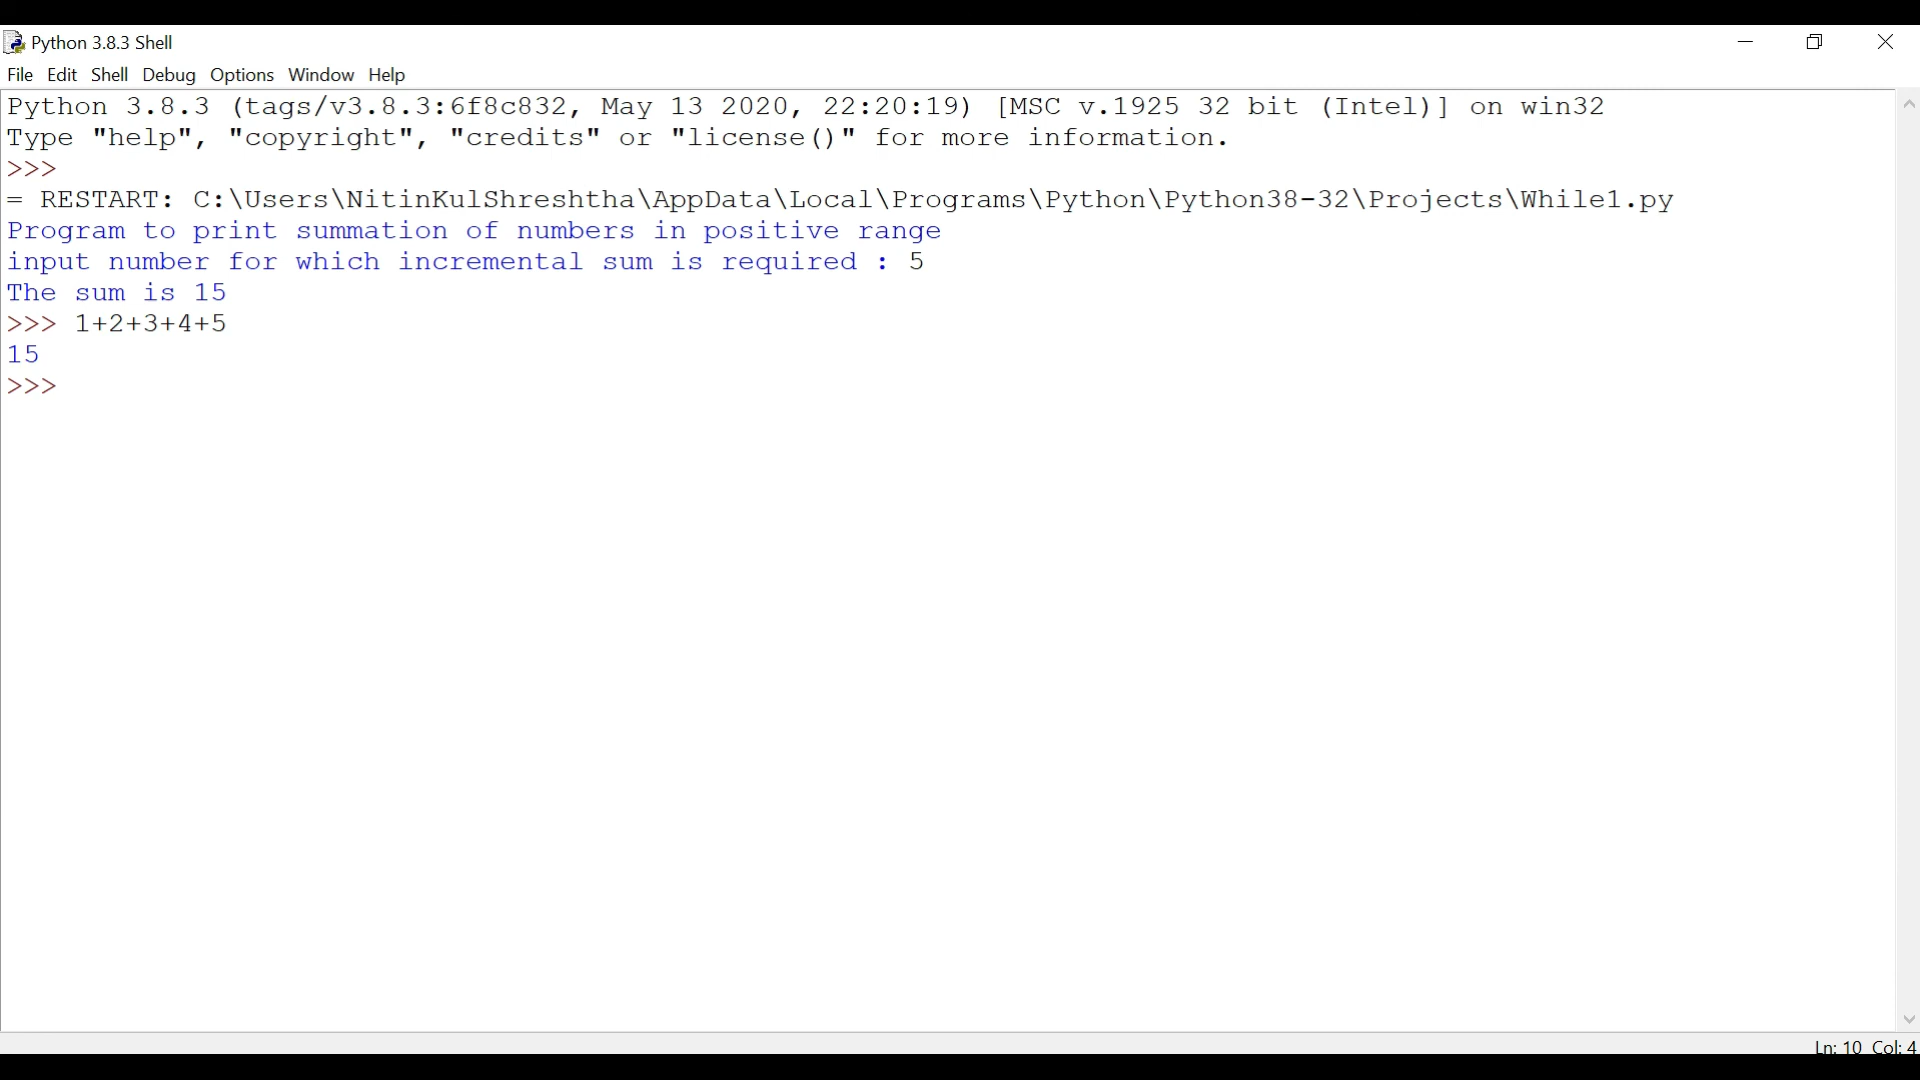 Python 3.8.3 Shell
File Edit Shell Debug Options Window Help
Python 3.8.3 (tags/v3.8.3:6f8c832, May 13 2020, 22:20:19) [MSC v.1925 32 bit (Intel)] on win32
Type "help", "copyright", "credits" or "license()" for more information.
>>>
= RESTART: C:\Users\NitinKulShreshtha\AppData\Local\Programs\Python\Python38-32\Projects\While1.py
Program to print summation of numbers in positive range
input number for which incremental sum is required : 5
The sum is 15
>>> 1+2+3+4+5
15
>>>
Ln: 10 Col: 4